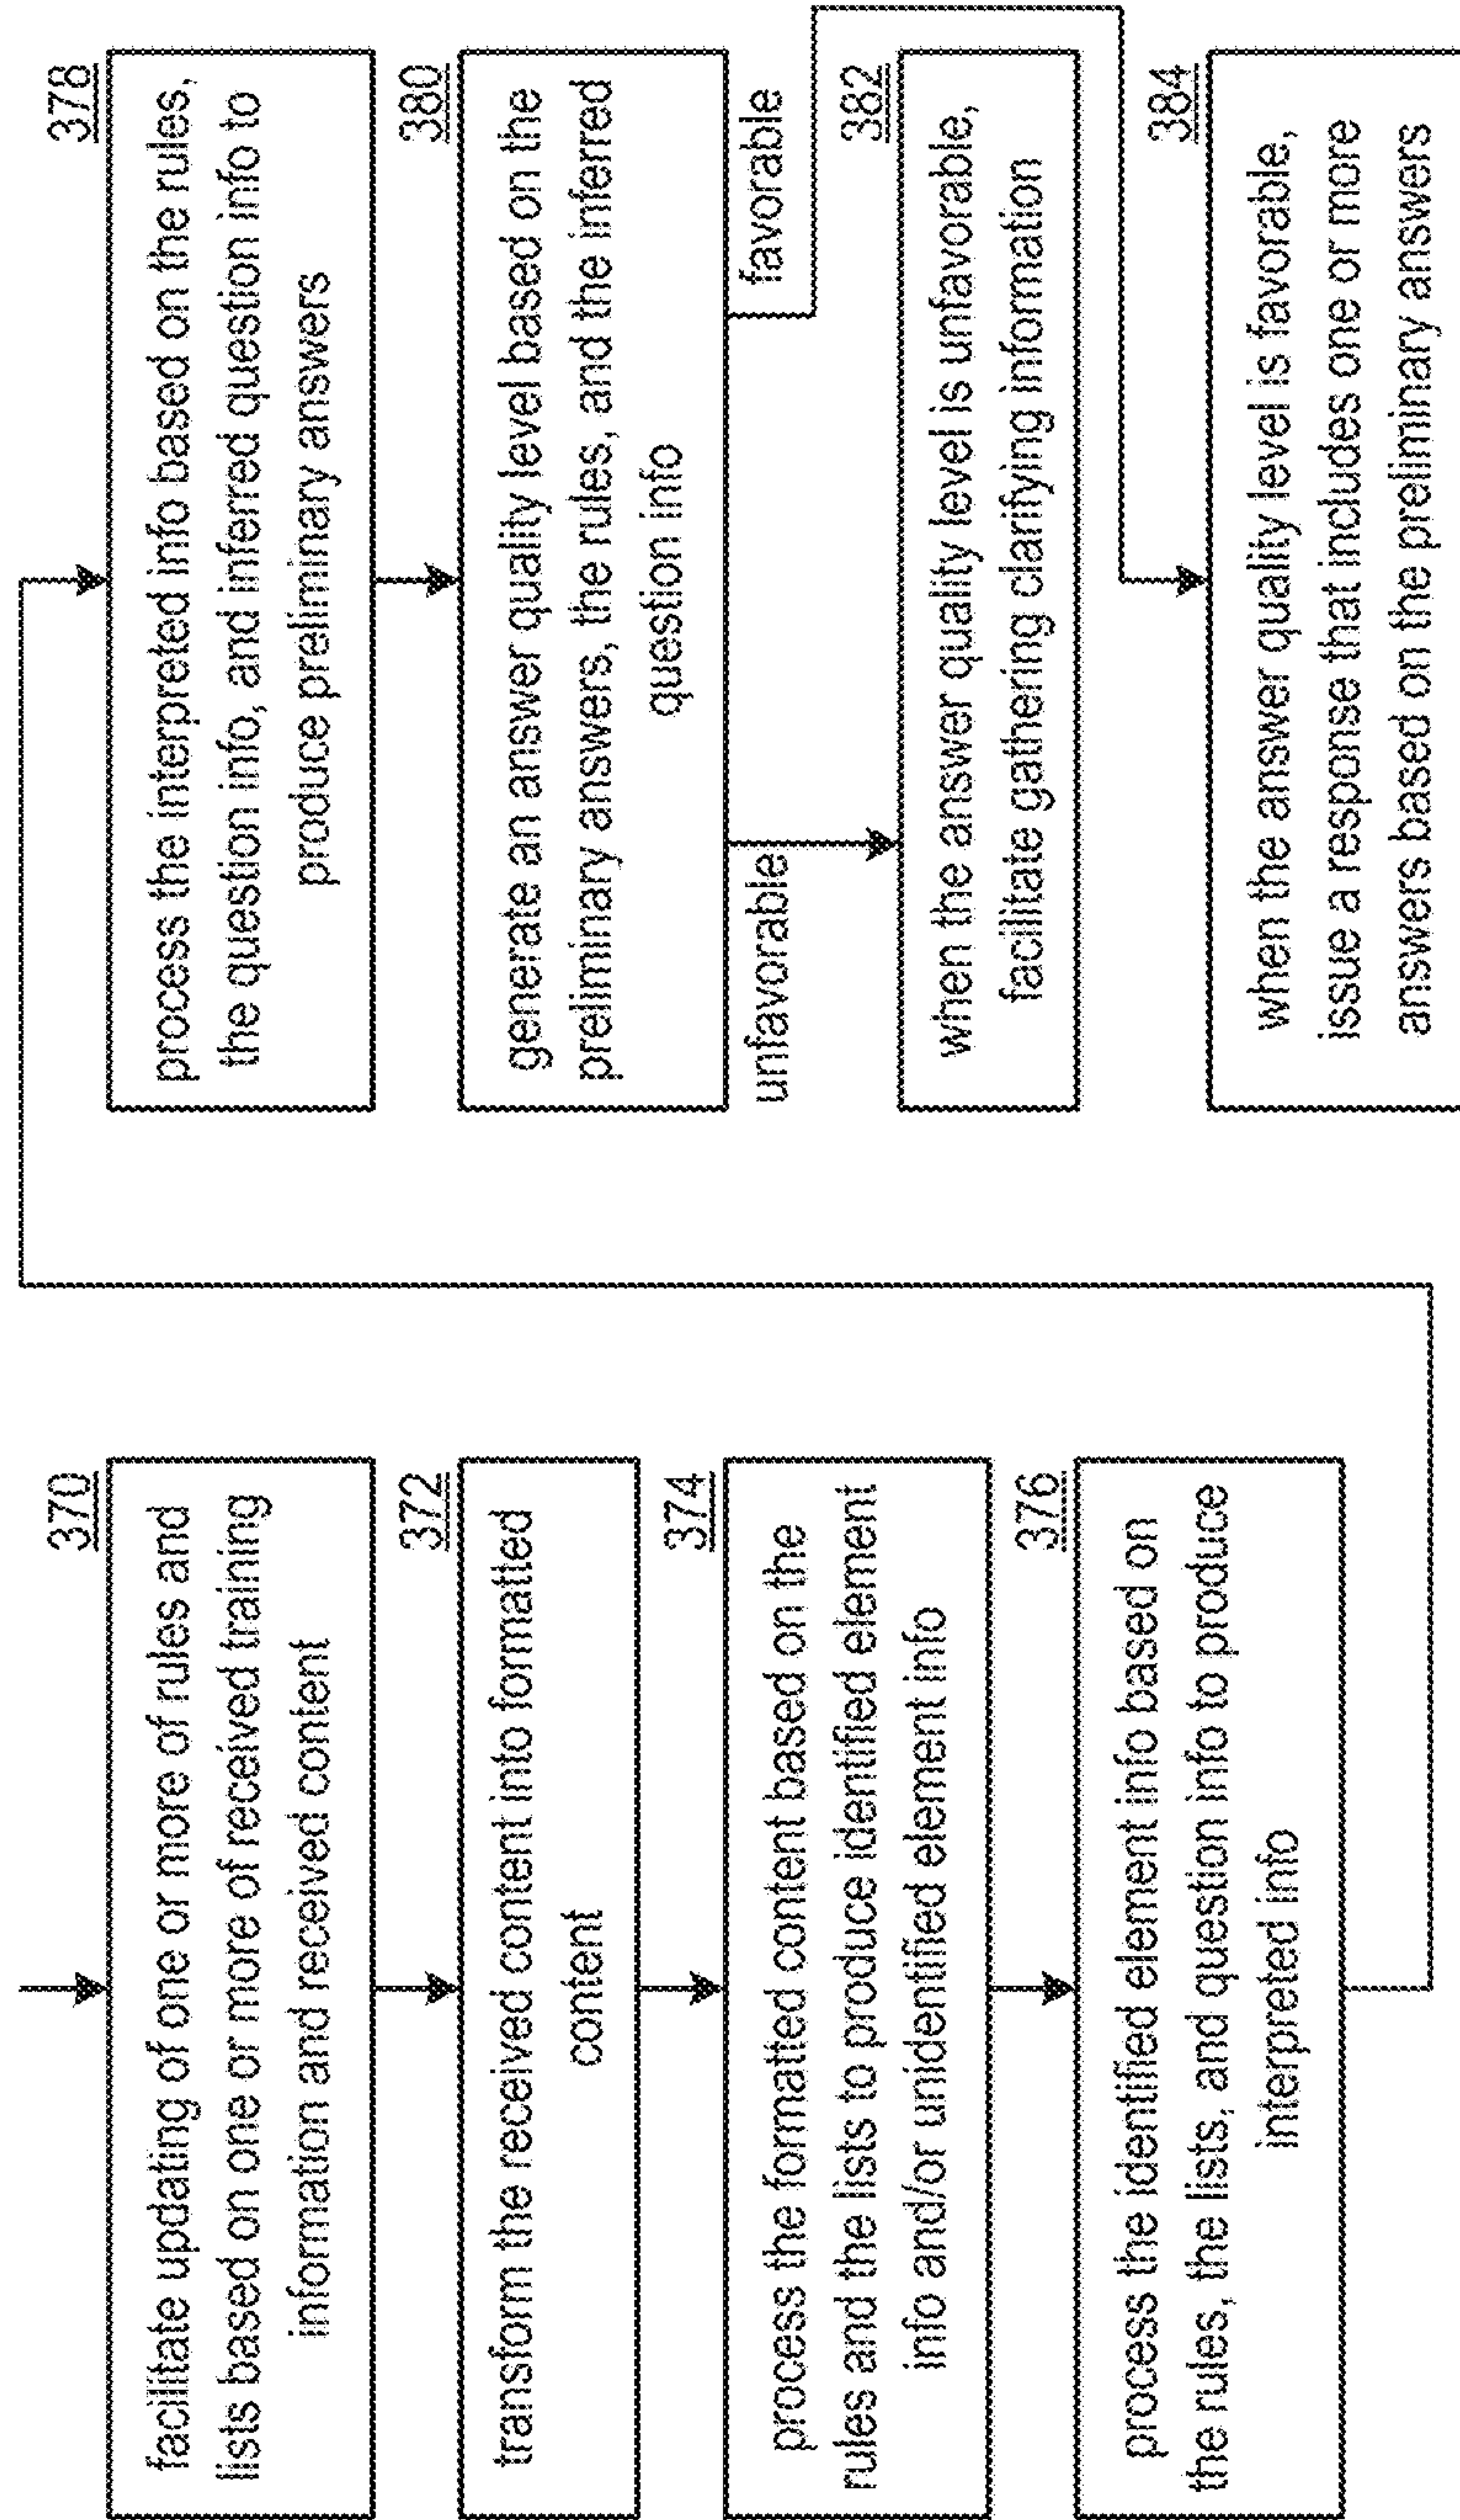 370
facilitate updating of one or more of rules and
lists based on one or more of received training
information and received content
372
transform the received content into formatted
content
374
process the formatted content based on the
rules and the lists to produce identified element
info and/or unidentified element info
376
process the identified element info based on
the rules, the lists, and question info to produce
interpreted info
378
process the interpreted info based on the rules,
the question info, and inferred question info to
produce preliminary answers
380
generate an answer quality level based on the
preliminary answers, the rules, and the inferred
question info
unfavorable
favorable
382
when the answer quality level is unfavorable,
facilitate gathering clarifying information
384
when the answer quality level is favorable,
issue a response that includes one or more
answers based on the preliminary answers